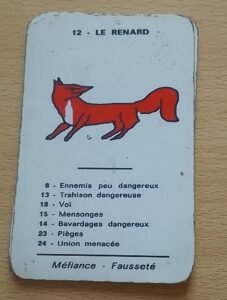 12 - LE RENARD
8 - Ennemis peu dangereux
13 - Trahison dangereuse
18 - Vol
15 - Mensonges
14 - Bavardages dangereux
23 - Pièges
24 - Union menacée
Méfiance - Fausseté